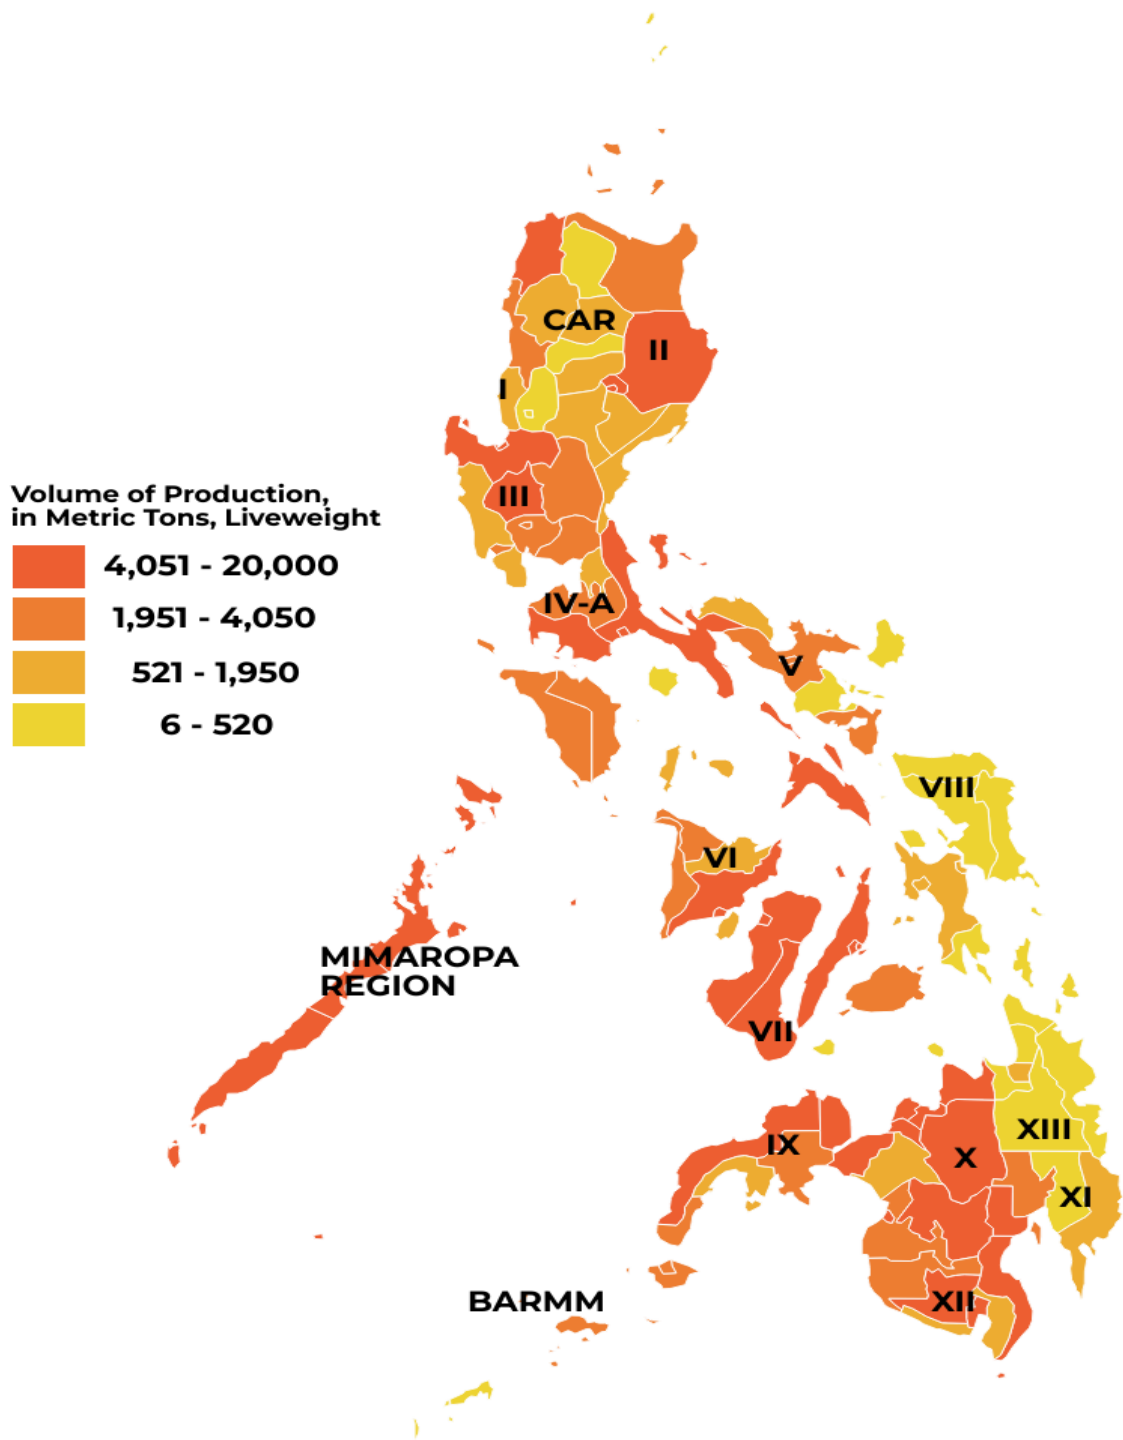 CAR
II
I
Volume of Production,
in Metric Tons, Liveweight
III
4,051 - 20,000
1,951 - 4,050
521 - 1,950
6 - 520
IV-A
V
VIII
VI
MIMAROPA
REGION
VII
IX
X
XIII
XI
BARMM
XII